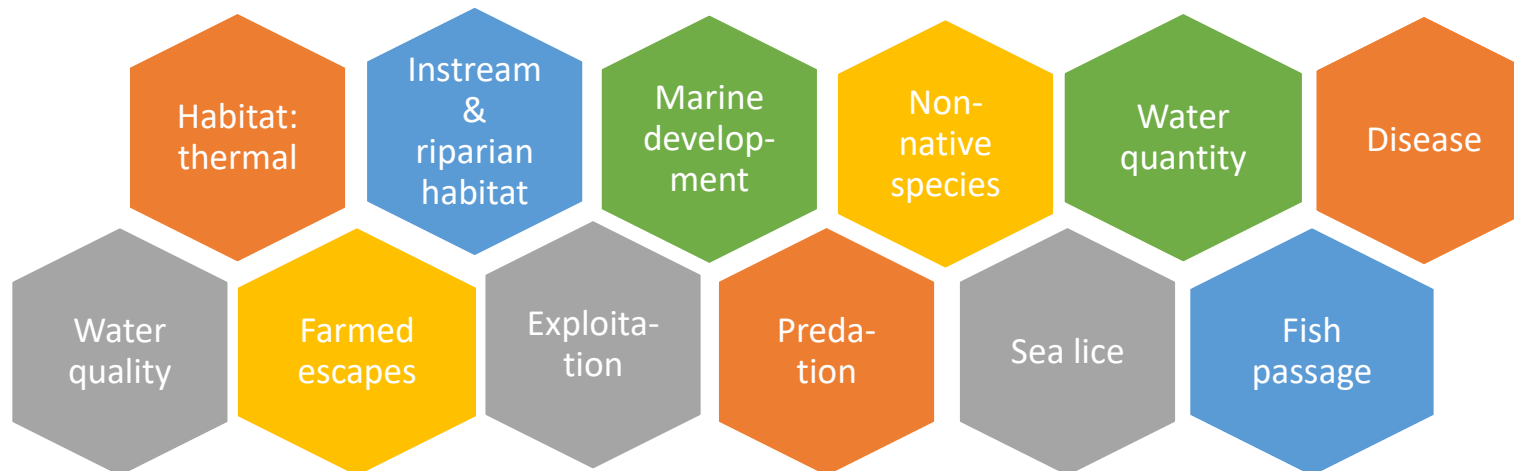 Habitat:
thermal
Instream
&
riparian
habitat
Marine
develop-
ment
Non-
native
species
Water
quantity
Disease
Water
quality
Farmed
escapes
Exploita-
tion
Preda-
tion
Sea lice
Fish
passage